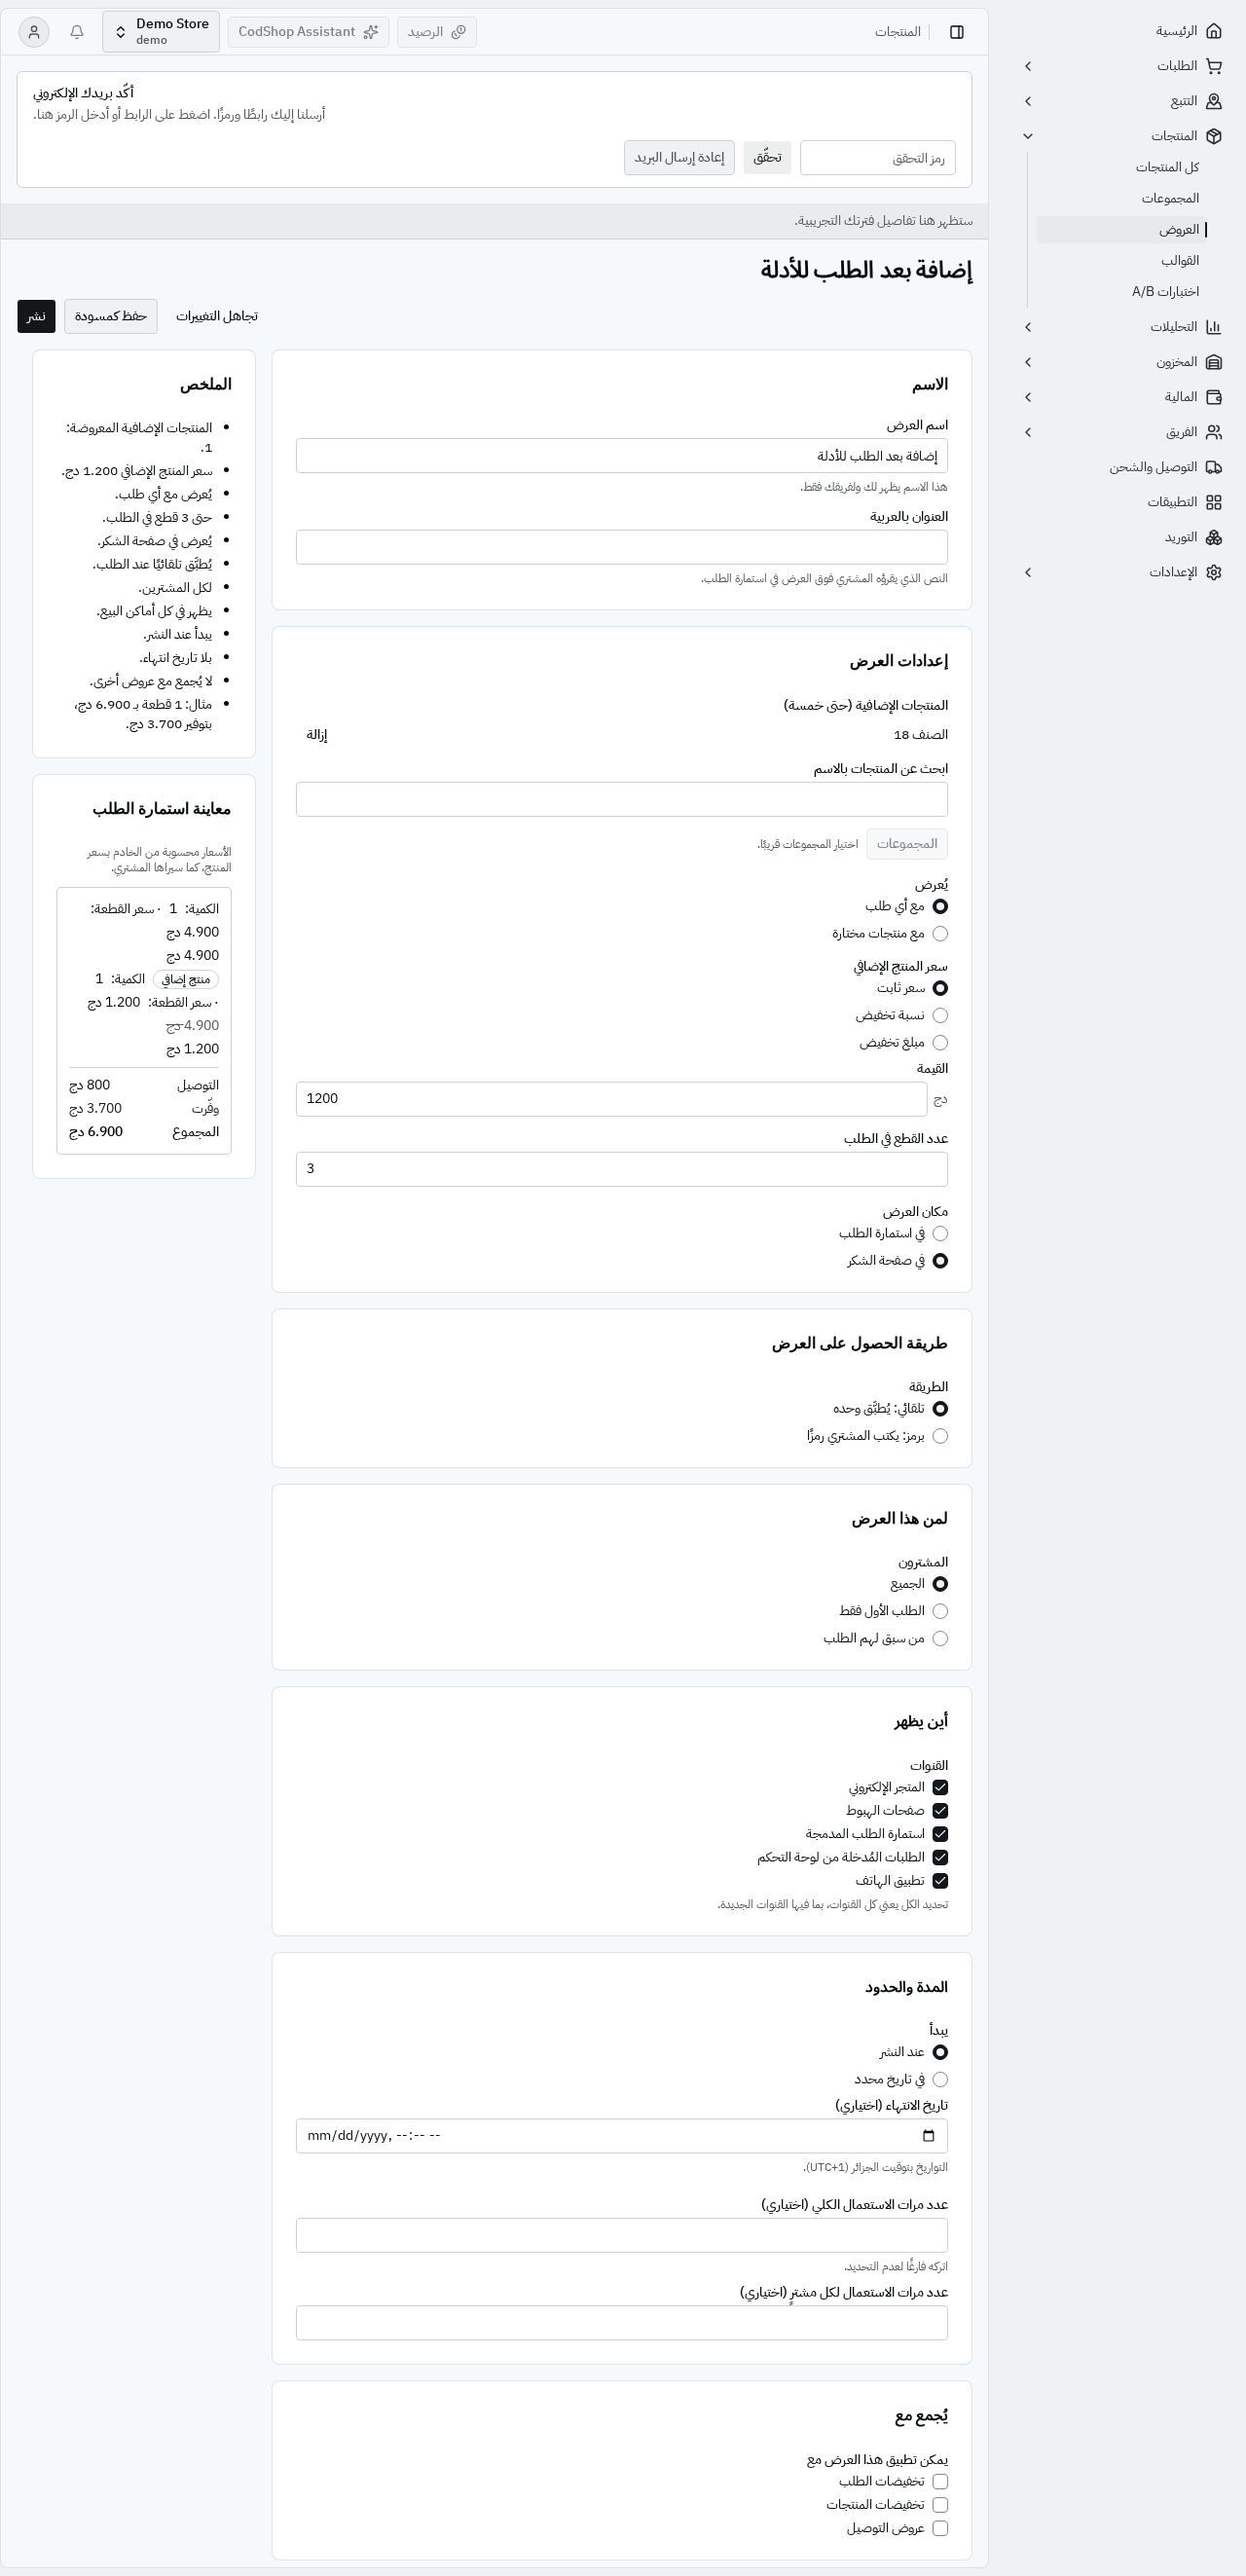 الرئيسية
الطلبات
التتبع
المنتجات
كل المنتجات
المجموعات
العروض
القوالب
اختبارات A/B
التحليلات
المخزون
المالية
الفريق
التوصيل والشحن
التطبيقات
التوريد
الإعدادات
المنتجات
الرصيد
CodShop Assistant
Demo Store
demo
أكّد بريدك الإلكتروني
أرسلنا إليك رابطًا ورمزًا. اضغط على الرابط أو أدخل الرمز هنا.
رمز التحقق
تحقّق
إعادة إرسال البريد
ستظهر هنا تفاصيل فترتك التجريبية.
إضافة بعد الطلب للأدلة
تجاهل التغييرات
حفظ كمسودة
نشر
الاسم
اسم العرض
إضافة بعد الطلب للأدلة
هذا الاسم يظهر لك ولفريقك فقط.
العنوان بالعربية
النص الذي يقرؤه المشتري فوق العرض في استمارة الطلب.
إعدادات العرض
المنتجات الإضافية (حتى خمسة)
الصنف 18
إزالة
ابحث عن المنتجات بالاسم
المجموعات
اختيار المجموعات قريبًا.
يُعرض
مع أي طلب
مع منتجات مختارة
سعر المنتج الإضافي
سعر ثابت
نسبة تخفيض
مبلغ تخفيض
القيمة
دج
1200
عدد القطع في الطلب
3
مكان العرض
في استمارة الطلب
في صفحة الشكر
طريقة الحصول على العرض
الطريقة
تلقائي: يُطبَّق وحده
برمز: يكتب المشتري رمزًا
لمن هذا العرض
المشترون
الجميع
الطلب الأول فقط
من سبق لهم الطلب
أين يظهر
القنوات
المتجر الإلكتروني
صفحات الهبوط
استمارة الطلب المدمجة
الطلبات المُدخلة من لوحة التحكم
تطبيق الهاتف
تحديد الكل يعني كل القنوات، بما فيها القنوات الجديدة.
المدة والحدود
يبدأ
عند النشر
في تاريخ محدد
تاريخ الانتهاء (اختياري)
mm/dd/yyyy, --:-- --
التواريخ بتوقيت الجزائر (UTC+1).
عدد مرات الاستعمال الكلي (اختياري)
اتركه فارغًا لعدم التحديد.
عدد مرات الاستعمال لكل مشترٍ (اختياري)
يُجمع مع
يمكن تطبيق هذا العرض مع
تخفيضات الطلب
تخفيضات المنتجات
عروض التوصيل
الملخص
المنتجات الإضافية المعروضة:
1.
سعر المنتج الإضافي 1.200 دج.
يُعرض مع أي طلب.
حتى 3 قطع في الطلب.
يُعرض في صفحة الشكر.
يُطبَّق تلقائيًا عند الطلب.
لكل المشترين.
يظهر في كل أماكن البيع.
يبدأ عند النشر.
بلا تاريخ انتهاء.
لا يُجمع مع عروض أخرى.
مثال: 1 قطعة بـ 6.900 دج،
بتوفير 3.700 دج.
معاينة استمارة الطلب
الأسعار محسوبة من الخادم بسعر
المنتج، كما سيراها المشتري.
الكمية: 1 · سعر القطعة:
4.900 دج
4.900 دج
منتج إضافي الكمية: 1
· سعر القطعة: 1.200 دج
4.900 دج
1.200 دج
التوصيل 800 دج
وفّرت 3.700 دج
المجموع 6.900 دج